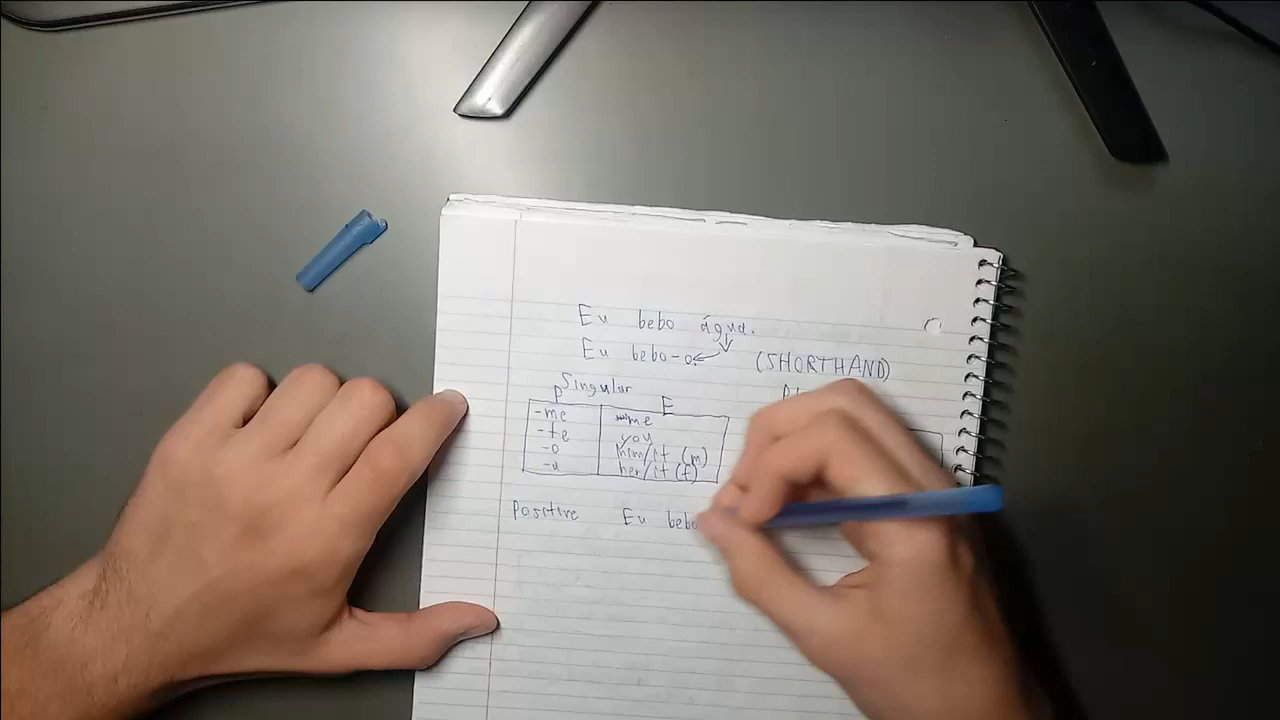 Eu bebo água.
Eu bebo-o.
(SHORTHAND)
Singular
P E
-me me
-te you
-o him/it (m)
-a her/it (f)
Positive Eu bebo